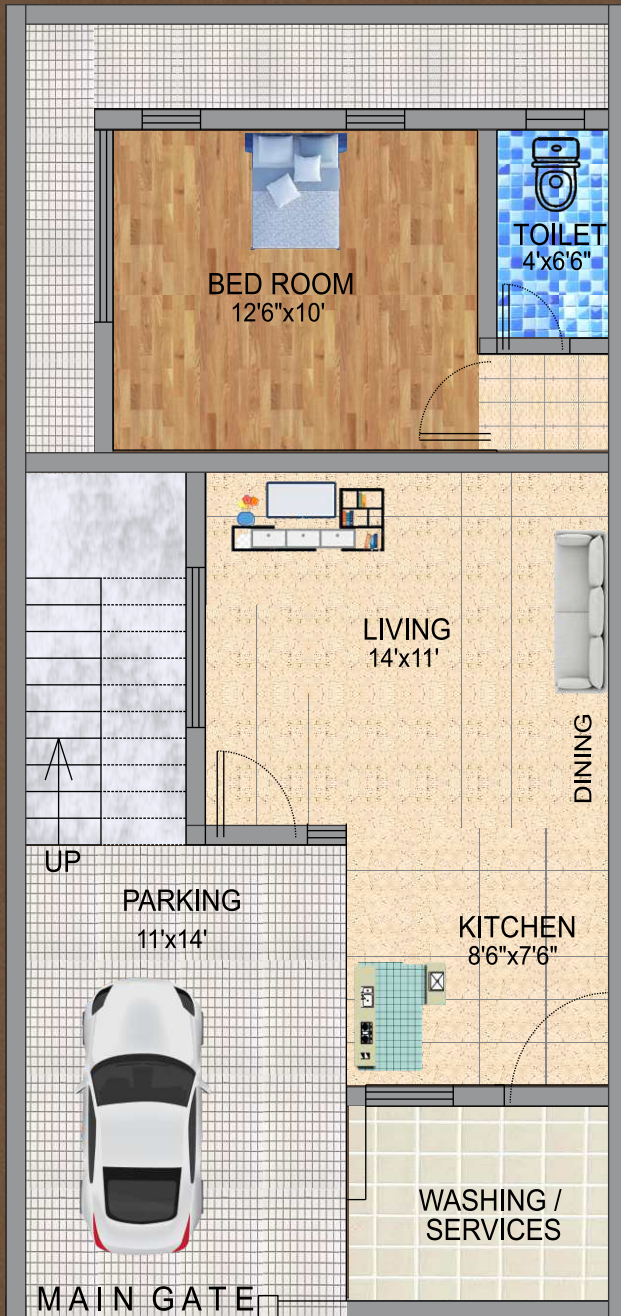 TOILET
4'x6'6"
BED ROOM
12'6"x10'
LIVING
14'x11'
DINING
UP
PARKING
11'x14'
KITCHEN
8'6"x7'6"
WASHING /
SERVICES
MAIN GATE